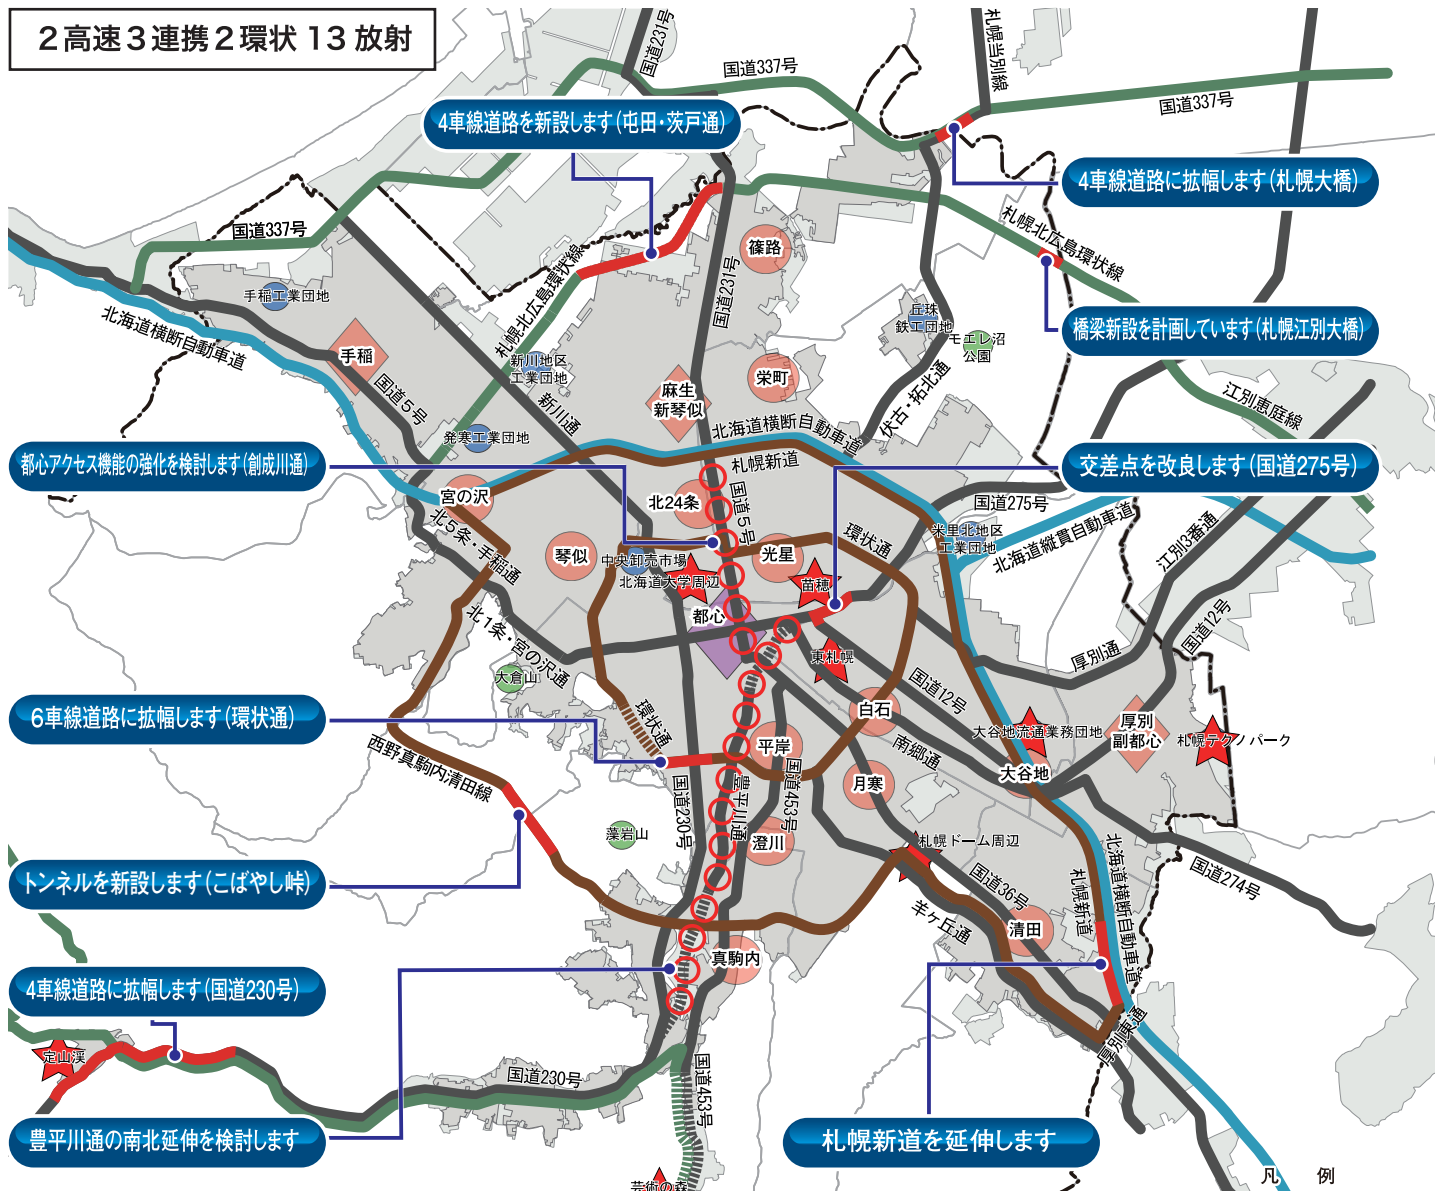 2高速3連携2環状13放射
国道231号
札幌当別線
国道337号
国道337号
4車線道路を新設します(屯田・茨戸通)
4車線道路に拡幅します(札幌大橋)
国道337号
札幌北広島環状線
篠路
札幌北広島環状線
国道231号
手稲工業団地
丘珠
鉄工団地
北海道横断自動車道
モエレ沼
公園
橋梁新設を計画しています(札幌江別大橋)
手稲
新川地区
工業団地
栄町
国道5号
麻生
新琴似
新川通
伏古・拓北通
江別恵庭線
北海道横断自動車道
発寒工業団地
都心アクセス機能の強化を検討します(創成川通)
札幌新道
交差点を改良します(国道275号)
宮の沢
北24条
国道5号
国道275号
北5条・手稲通
環状通
米里北地区
工業団地
北海道縦貫自動車道
江別3番通
琴似
中央卸売市場
光星
北海道大学周辺
苗穂
北1条・宮の沢通
都心
国道12号
東札幌
厚別通
大倉山
国道12号
6車線道路に拡幅します(環状通)
環状通
白石
大谷地流通業務団地
厚別
副都心
札幌テクノパーク
西野真駒内清田線
平岸
南郷通
大谷地
国道230号
豊平川通
国道453号
月寒
藻岩山
澄川
札幌ドーム周辺
北海道横断自動車道
トンネルを新設します(こばやし峠)
国道36号
札幌新道
国道274号
羊ヶ丘通
清田
真駒内
4車線道路に拡幅します(国道230号)
定山渓
厚別東通
国道230号
国道453号
豊平川通の南北延伸を検討します
札幌新道を延伸します
芸術の森
凡 例